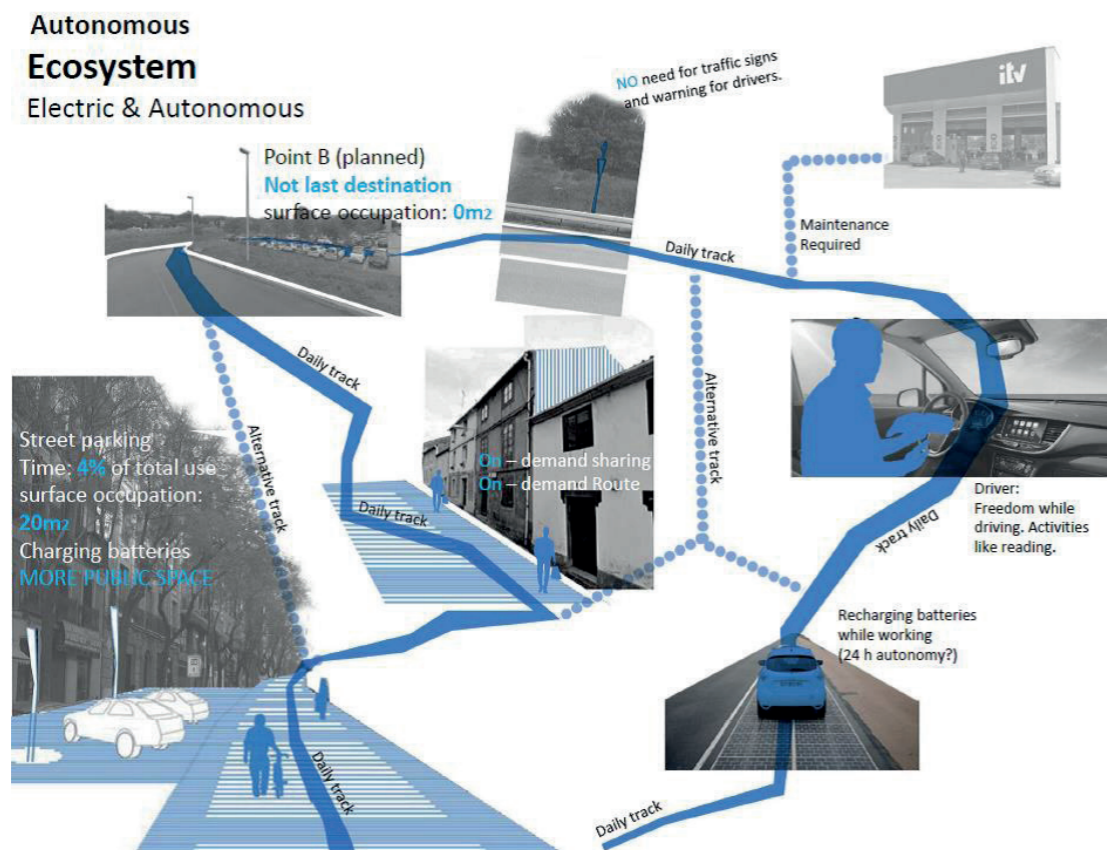 Autonomous
Ecosystem
Electric & Autonomous
NO need for traffic signs
and warning for drivers.
itv
Point B (planned)
Not last destination
surface occupation: 0m2
Daily track
Maintenance
Required
Daily track
Alternative track
Alternative track
Street parking
Time: 4% of total use
surface occupation:
20m2
Charging batteries
MORE PUBLIC SPACE
On – demand sharing
On – demand Route
Daily track
Daily track
Driver:
Freedom while
driving. Activities
like reading.
Recharging batteries
while working
(24 h autonomy?)
Daily track
Daily track